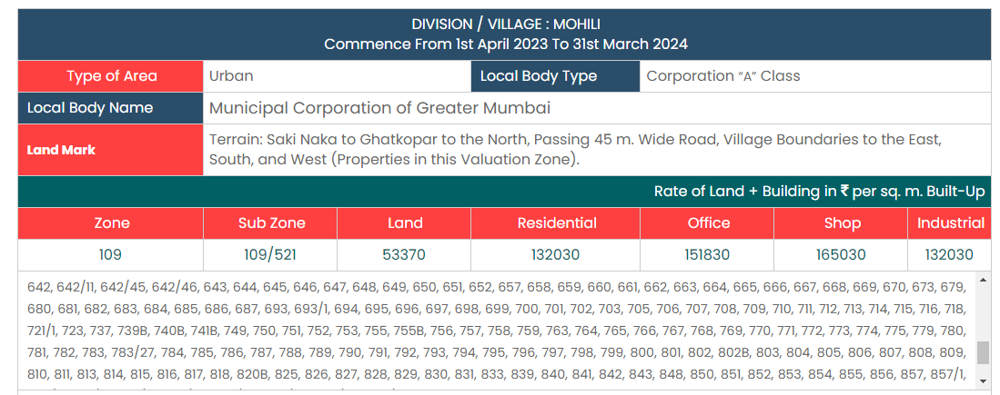 DIVISION / VILLAGE : MOHILI
Commence From 1st April 2023 To 31st March 2024
Type of Area Urban Local Body Type Corporation “A” Class
Local Body Name Municipal Corporation of Greater Mumbai
Land Mark Terrain: Saki Naka to Ghatkopar to the North, Passing 45 m. Wide Road, Village Boundaries to the East,
South, and West (Properties in this Valuation Zone).
Rate of Land + Building in ₹ per sq. m. Built-Up
Zone Sub Zone Land Residential Office Shop Industrial
109 109/521 53370 132030 151830 165030 132030
642, 642/11, 642/45, 642/46, 643, 644, 645, 646, 647, 648, 649, 650, 651, 652, 657, 658, 659, 660, 661, 662, 663, 664, 665, 666, 667, 668, 669, 670, 673, 679,
680, 681, 682, 683, 684, 685, 686, 687, 693, 693/1, 694, 695, 696, 697, 698, 699, 700, 701, 702, 703, 705, 706, 707, 708, 709, 710, 711, 712, 713, 714, 715, 716, 718,
721/1, 723, 737, 739B, 740B, 741B, 749, 750, 751, 752, 753, 755, 755B, 756, 757, 758, 759, 763, 764, 765, 766, 767, 768, 769, 770, 771, 772, 773, 774, 775, 779, 780,
781, 782, 783, 783/27, 784, 785, 786, 787, 788, 789, 790, 791, 792, 793, 794, 795, 796, 797, 798, 799, 800, 801, 802, 802B, 803, 804, 805, 806, 807, 808, 809,
810, 811, 813, 814, 815, 816, 817, 818, 820B, 825, 826, 827, 828, 829, 830, 831, 833, 839, 840, 841, 842, 843, 848, 850, 851, 852, 853, 854, 855, 856, 857, 857/1,